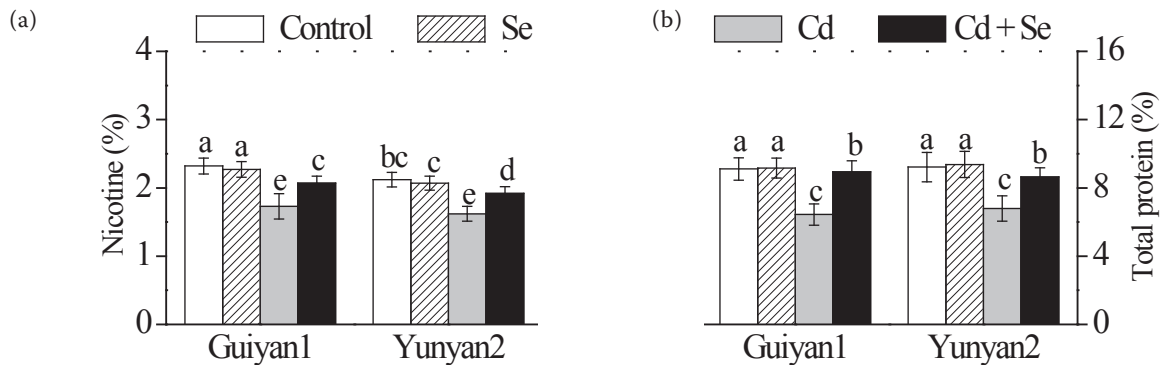 (a)
Control
Se
Nicotine (%)
4
3
2
1
0
a
a
e
c
bc
c
e
d
Guiyan1
Yunyan2
(b)
Cd
Cd + Se
a
a
c
b
a
a
c
b
Guiyan1
Yunyan2
16
12
8
4
0
Total protein (%)